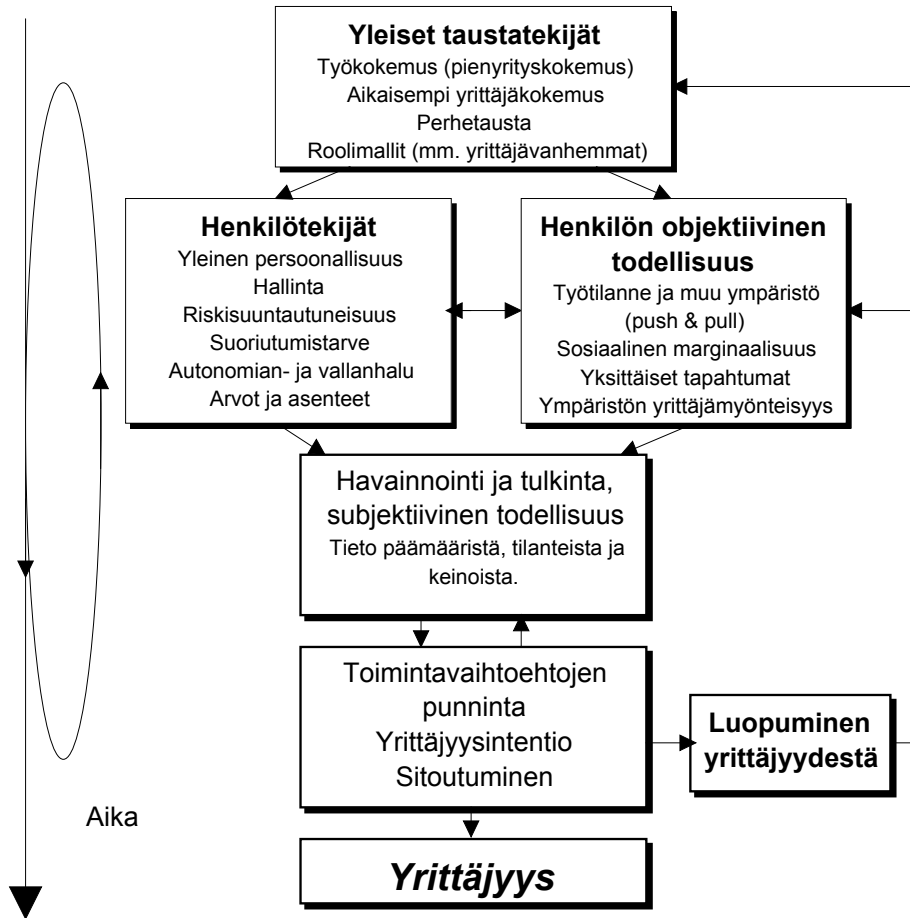 Yleiset taustatekijät
Työkokemus (pienyrityskokemus)
Aikaisempi yrittäjäkokemus
Perhetausta
Roolimallit (mm. yrittäjävanhemmat)
Henkilötekijät
Yleinen persoonallisuus
Hallinta
Riskisuuntautuneisuus
Suoriutumistarve
Autonomian- ja vallanhalu
Arvot ja asenteet
Henkilön objektiivinen
todellisuus
Työtilanne ja muu ympäristö
(push & pull)
Sosiaalinen marginaalisuus
Yksittäiset tapahtumat
Ympäristön yrittäjämyönteisyys
Havainnointi ja tulkinta,
subjektiivinen todellisuus
Tieto päämääristä, tilanteista ja
keinoista.
Toimintavaihtoehtojen
punninta
Yrittäjyysintentio
Sitoutuminen
Luopuminen
yrittäjyydestä
Aika
Yrittäjyys